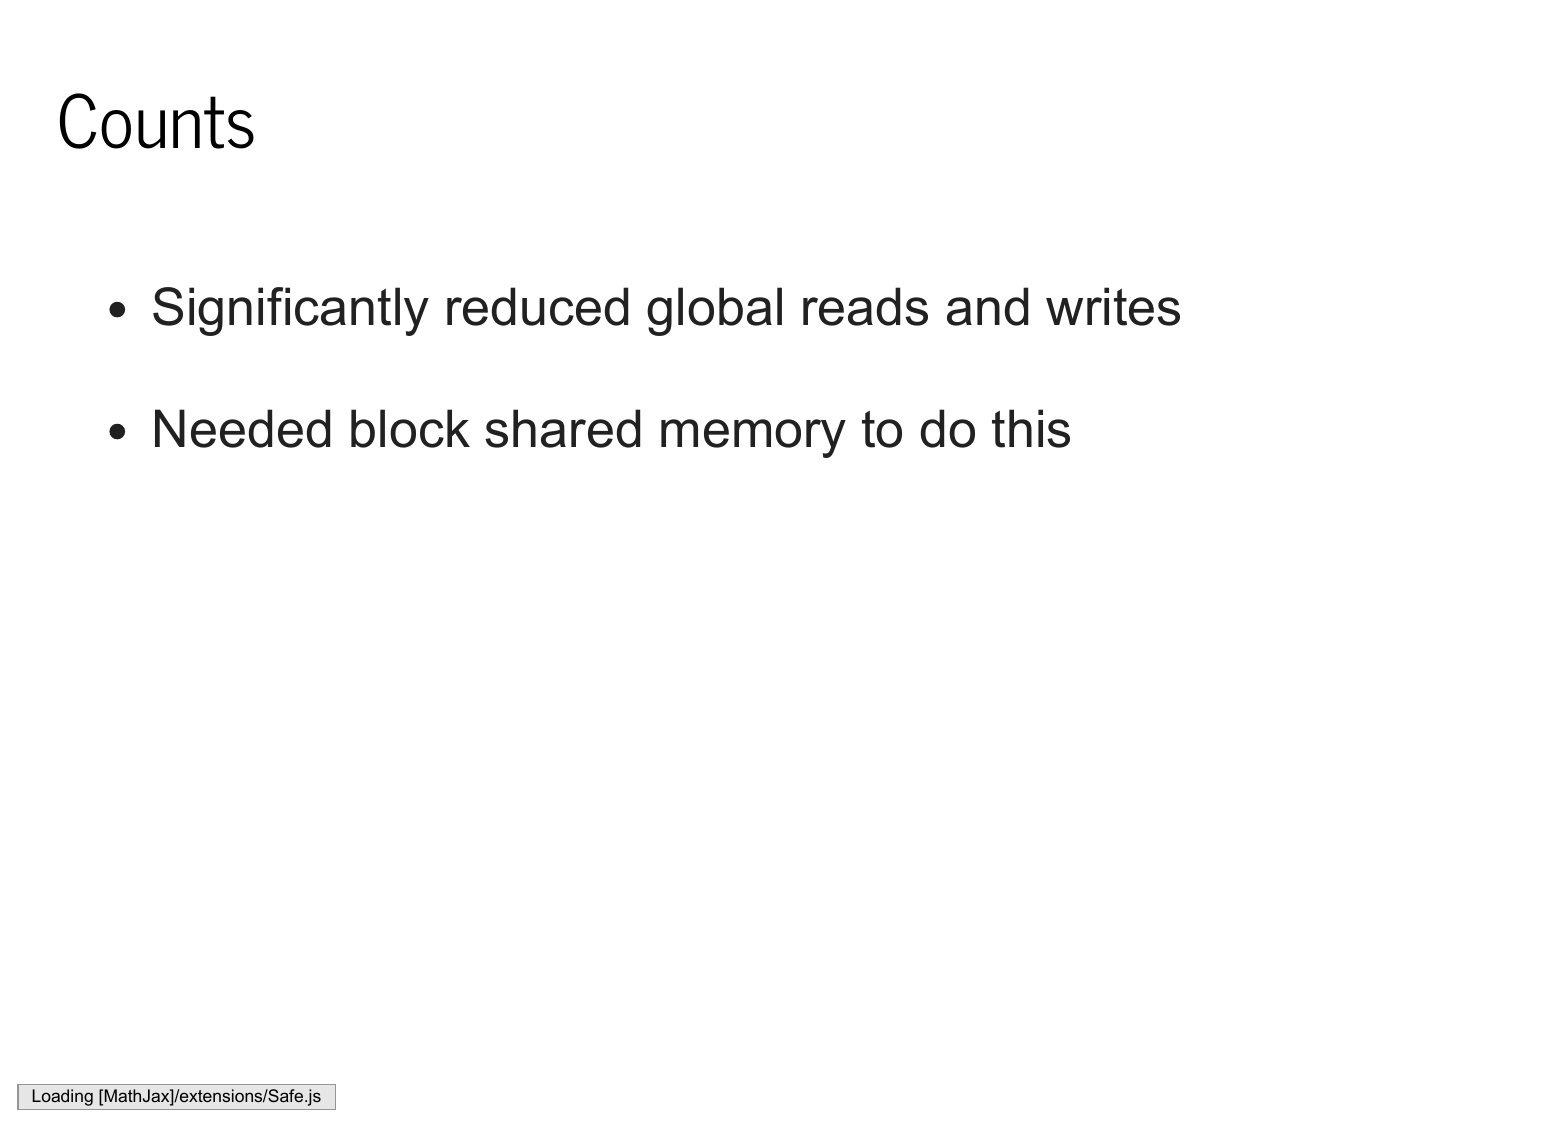 Counts
• Significantly reduced global reads and writes
• Needed block shared memory to do this
Loading [MathJax]/extensions/Safe.js